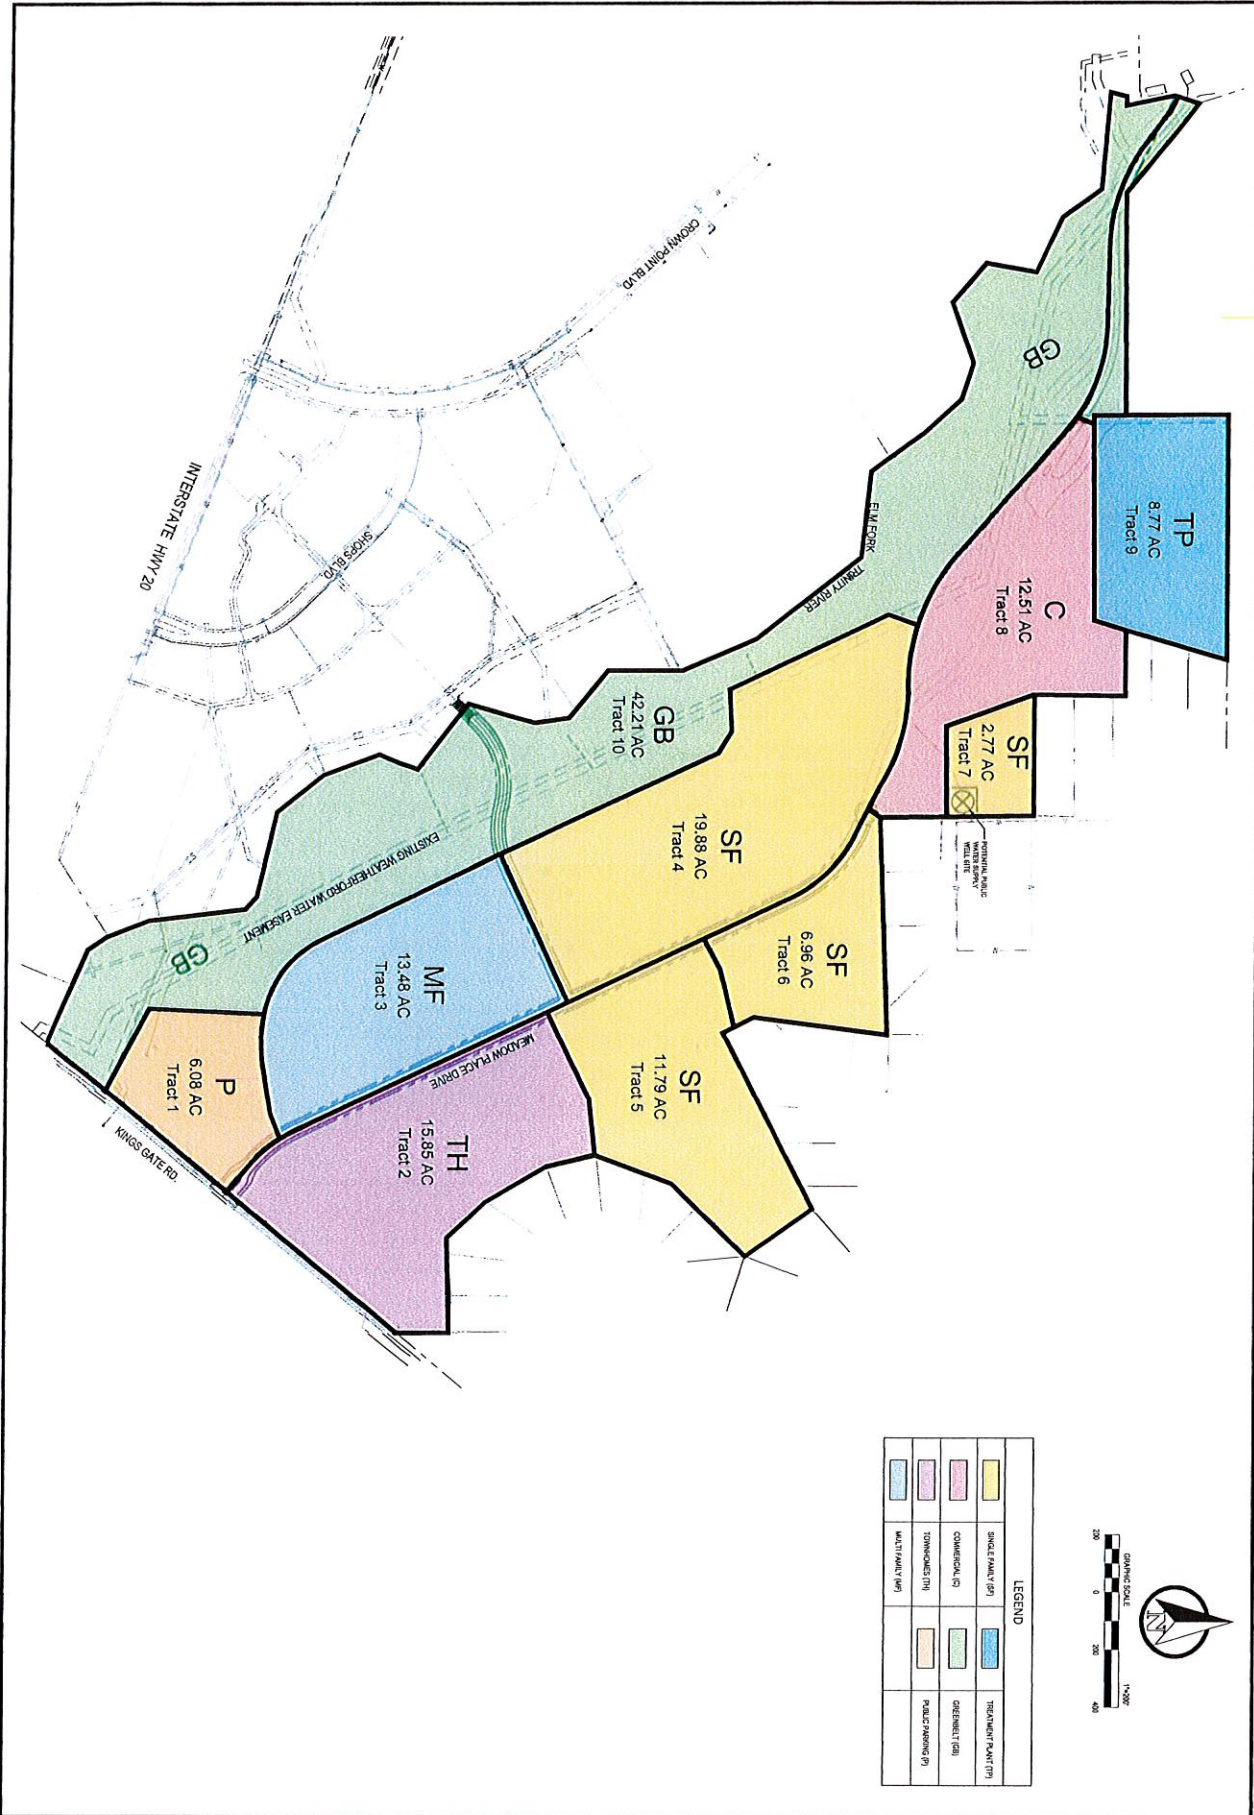 CROWN POINT BLVD
INTERSTATE HWY 20
SHOPS BLVD
ELM FORK
TRINITY RIVER
GB
TP
8.77 AC
Tract 9
C
12.51 AC
Tract 8
SF
2.77 AC
Tract 7
POTENTIAL PUBLIC
WATER SUPPLY
WELL SITE
GB
42.21 AC
Tract 10
SF
19.88 AC
Tract 4
SF
6.96 AC
Tract 6
SF
11.79 AC
Tract 5
EXISTING WEATHERFORD WATER EASEMENT
MF
13.48 AC
Tract 3
MEADOW PLACE DRIVE
TH
15.85 AC
Tract 2
GB
P
6.08 AC
Tract 1
KINGS GATE RD.
N
GRAPHIC SCALE
1"=200'
200
0
200
400
LEGEND
SINGLE FAMILY (SF)
TREATMENT PLANT (TP)
COMMERCIAL (C)
GREENBELT (GB)
TOWNHOMES (TH)
PUBLIC PARKING (P)
MULTI FAMILY (MF)